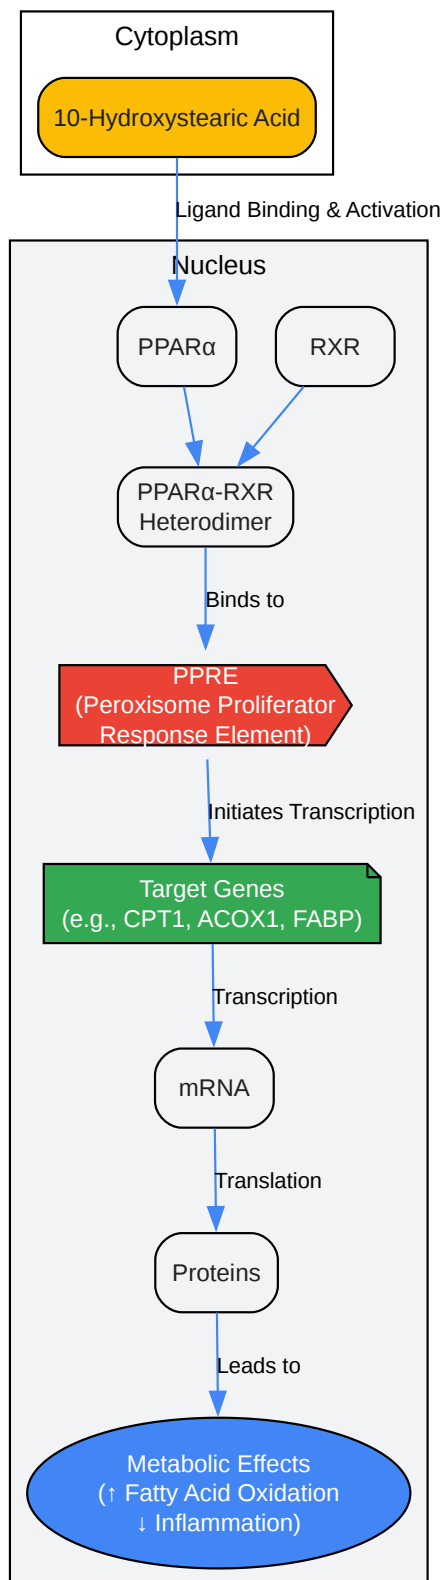 Cytoplasm
10-Hydroxystearic Acid
Ligand Binding & Activation
Nucleus
PPARα
RXR
PPARα-RXR
Heterodimer
Binds to
PPRE
(Peroxisome Proliferator
Response Element)
Initiates Transcription
Target Genes
(e.g., CPT1, ACOX1, FABP)
Transcription
mRNA
Translation
Proteins
Leads to
Metabolic Effects
(↑ Fatty Acid Oxidation
↓ Inflammation)